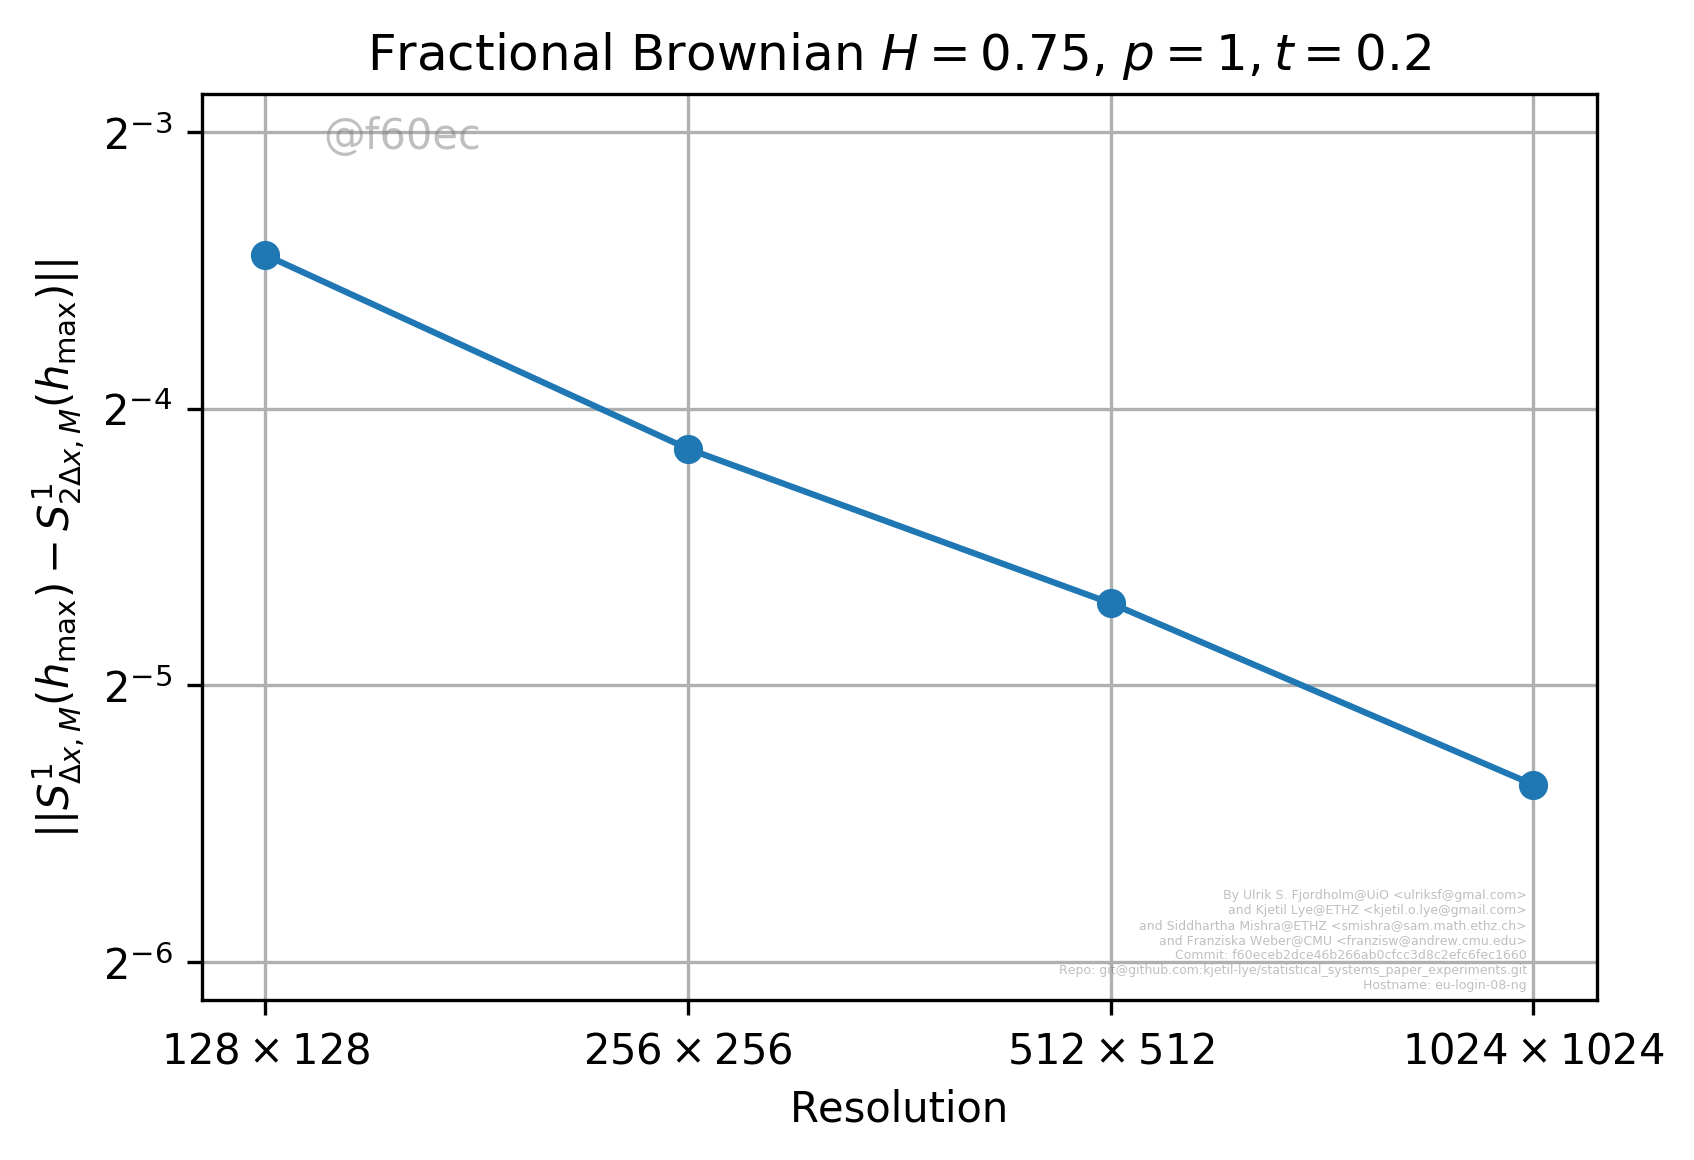 Fractional Brownian H = 0.75, p = 1, t = 0.2
@f60ec
2⁻³
2⁻⁴
2⁻⁵
2⁻⁶
||S¹_{Δx, M}(h_max) − S¹_{2Δx, M}(h_max)||
By Ulrik S. Fjordholm@UiO <ulriksf@gmal.com>
and Kjetil Lye@ETHZ <kjetil.o.lye@gmail.com>
and Siddhartha Mishra@ETHZ <smishra@sam.math.ethz.ch>
and Franziska Weber@CMU <franzisw@andrew.cmu.edu>
Commit: f60eceb2dce46b266ab0cfcc3d8c2efc6fec1660
Repo: git@github.com:kjetil-lye/statistical_systems_paper_experiments.git
Hostname: eu-login-08-ng
128 × 128 256 × 256 512 × 512 1024 × 1024
Resolution